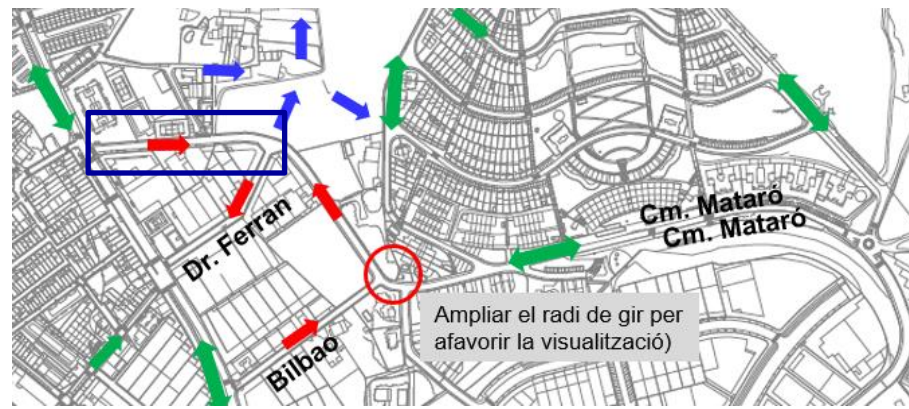 Cm. Mataró
Cm. Mataró
Dr. Ferran
Ampliar el radi de gir per
afavorir la visualització)
Bilbao